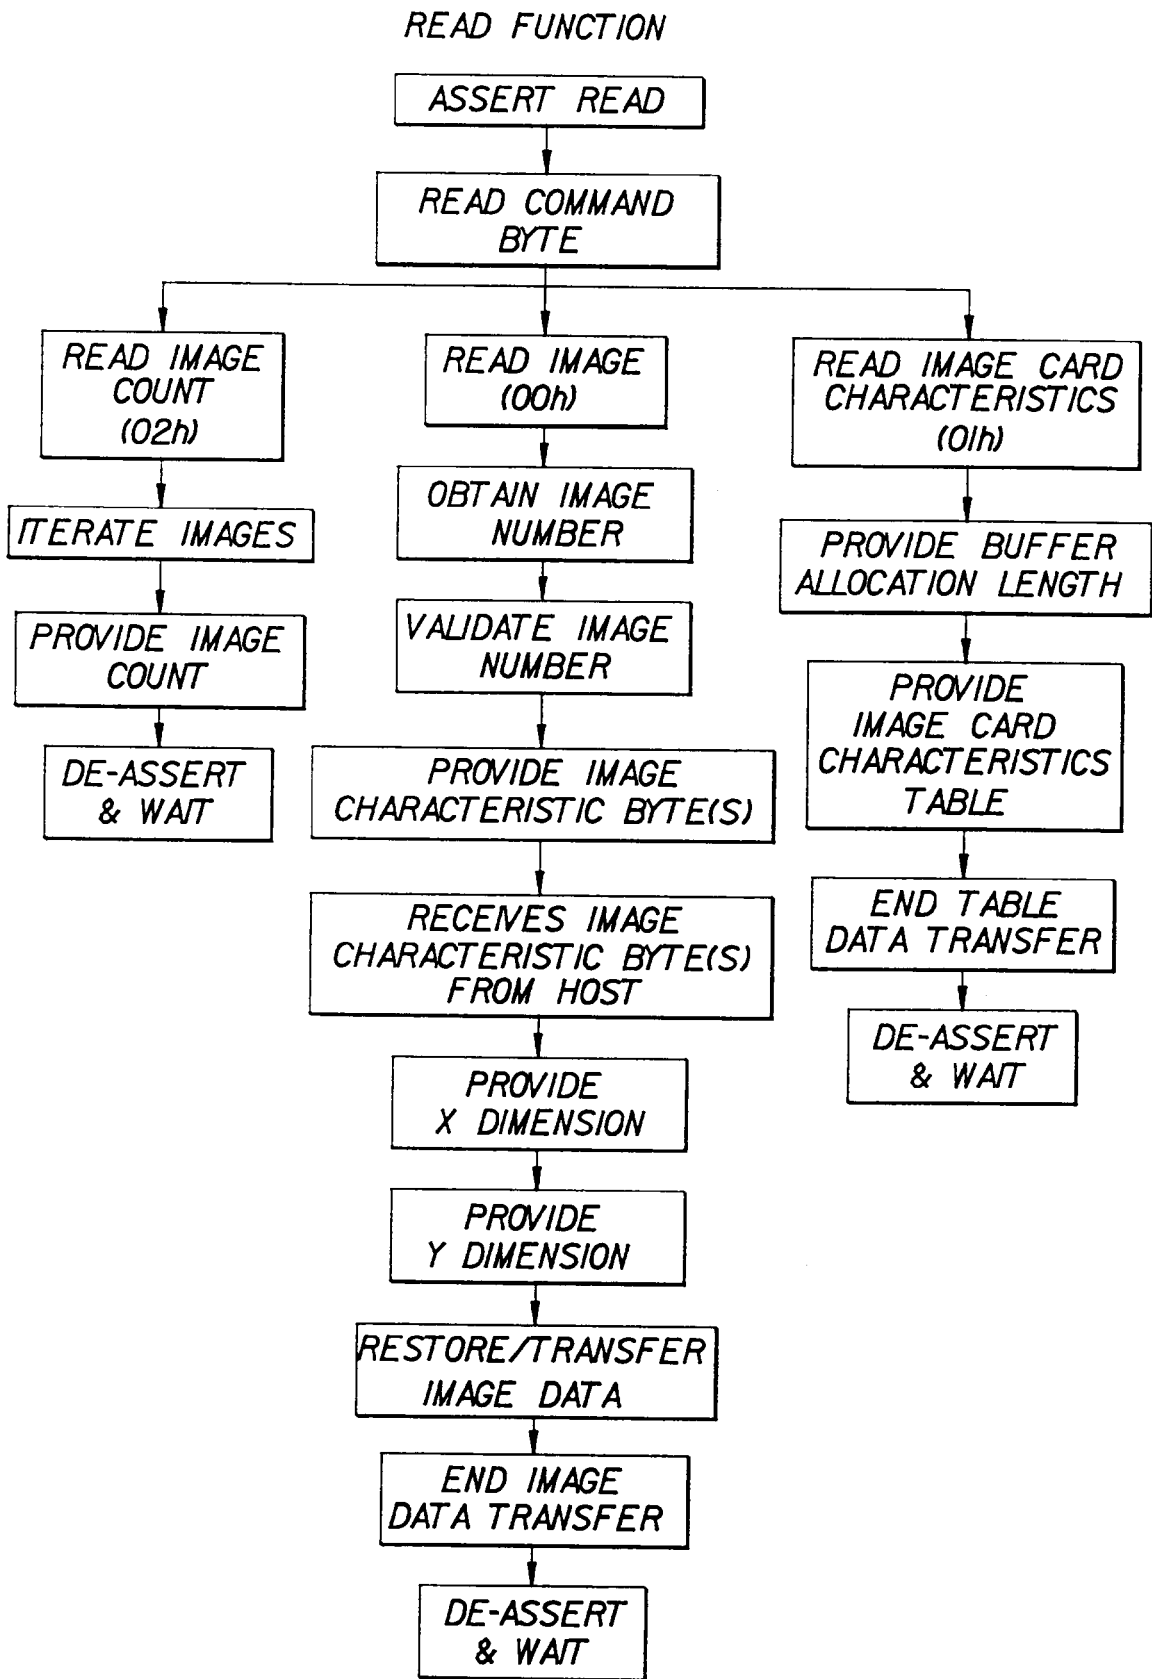 READ FUNCTION
ASSERT READ
READ COMMAND
BYTE
READ IMAGE
COUNT
(02h)
ITERATE IMAGES
PROVIDE IMAGE
COUNT
DE-ASSERT
& WAIT
READ IMAGE
(00h)
OBTAIN IMAGE
NUMBER
VALIDATE IMAGE
NUMBER
PROVIDE IMAGE
CHARACTERISTIC BYTE(S)
RECEIVES IMAGE
CHARACTERISTIC BYTE(S)
FROM HOST
PROVIDE
X DIMENSION
PROVIDE
Y DIMENSION
RESTORE/TRANSFER
IMAGE DATA
END IMAGE
DATA TRANSFER
DE-ASSERT
& WAIT
READ IMAGE CARD
CHARACTERISTICS
(01h)
PROVIDE BUFFER
ALLOCATION LENGTH
PROVIDE
IMAGE CARD
CHARACTERISTICS
TABLE
END TABLE
DATA TRANSFER
DE-ASSERT
& WAIT